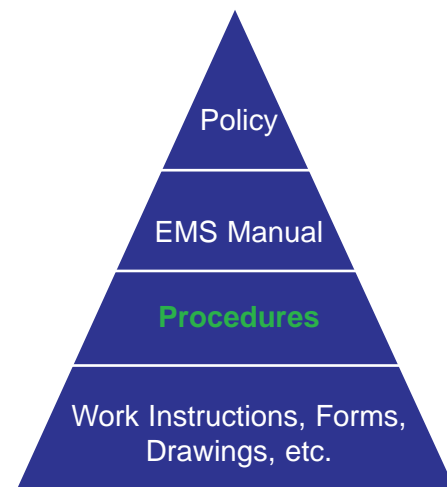 Policy
EMS Manual
Procedures
Work Instructions, Forms,
Drawings, etc.